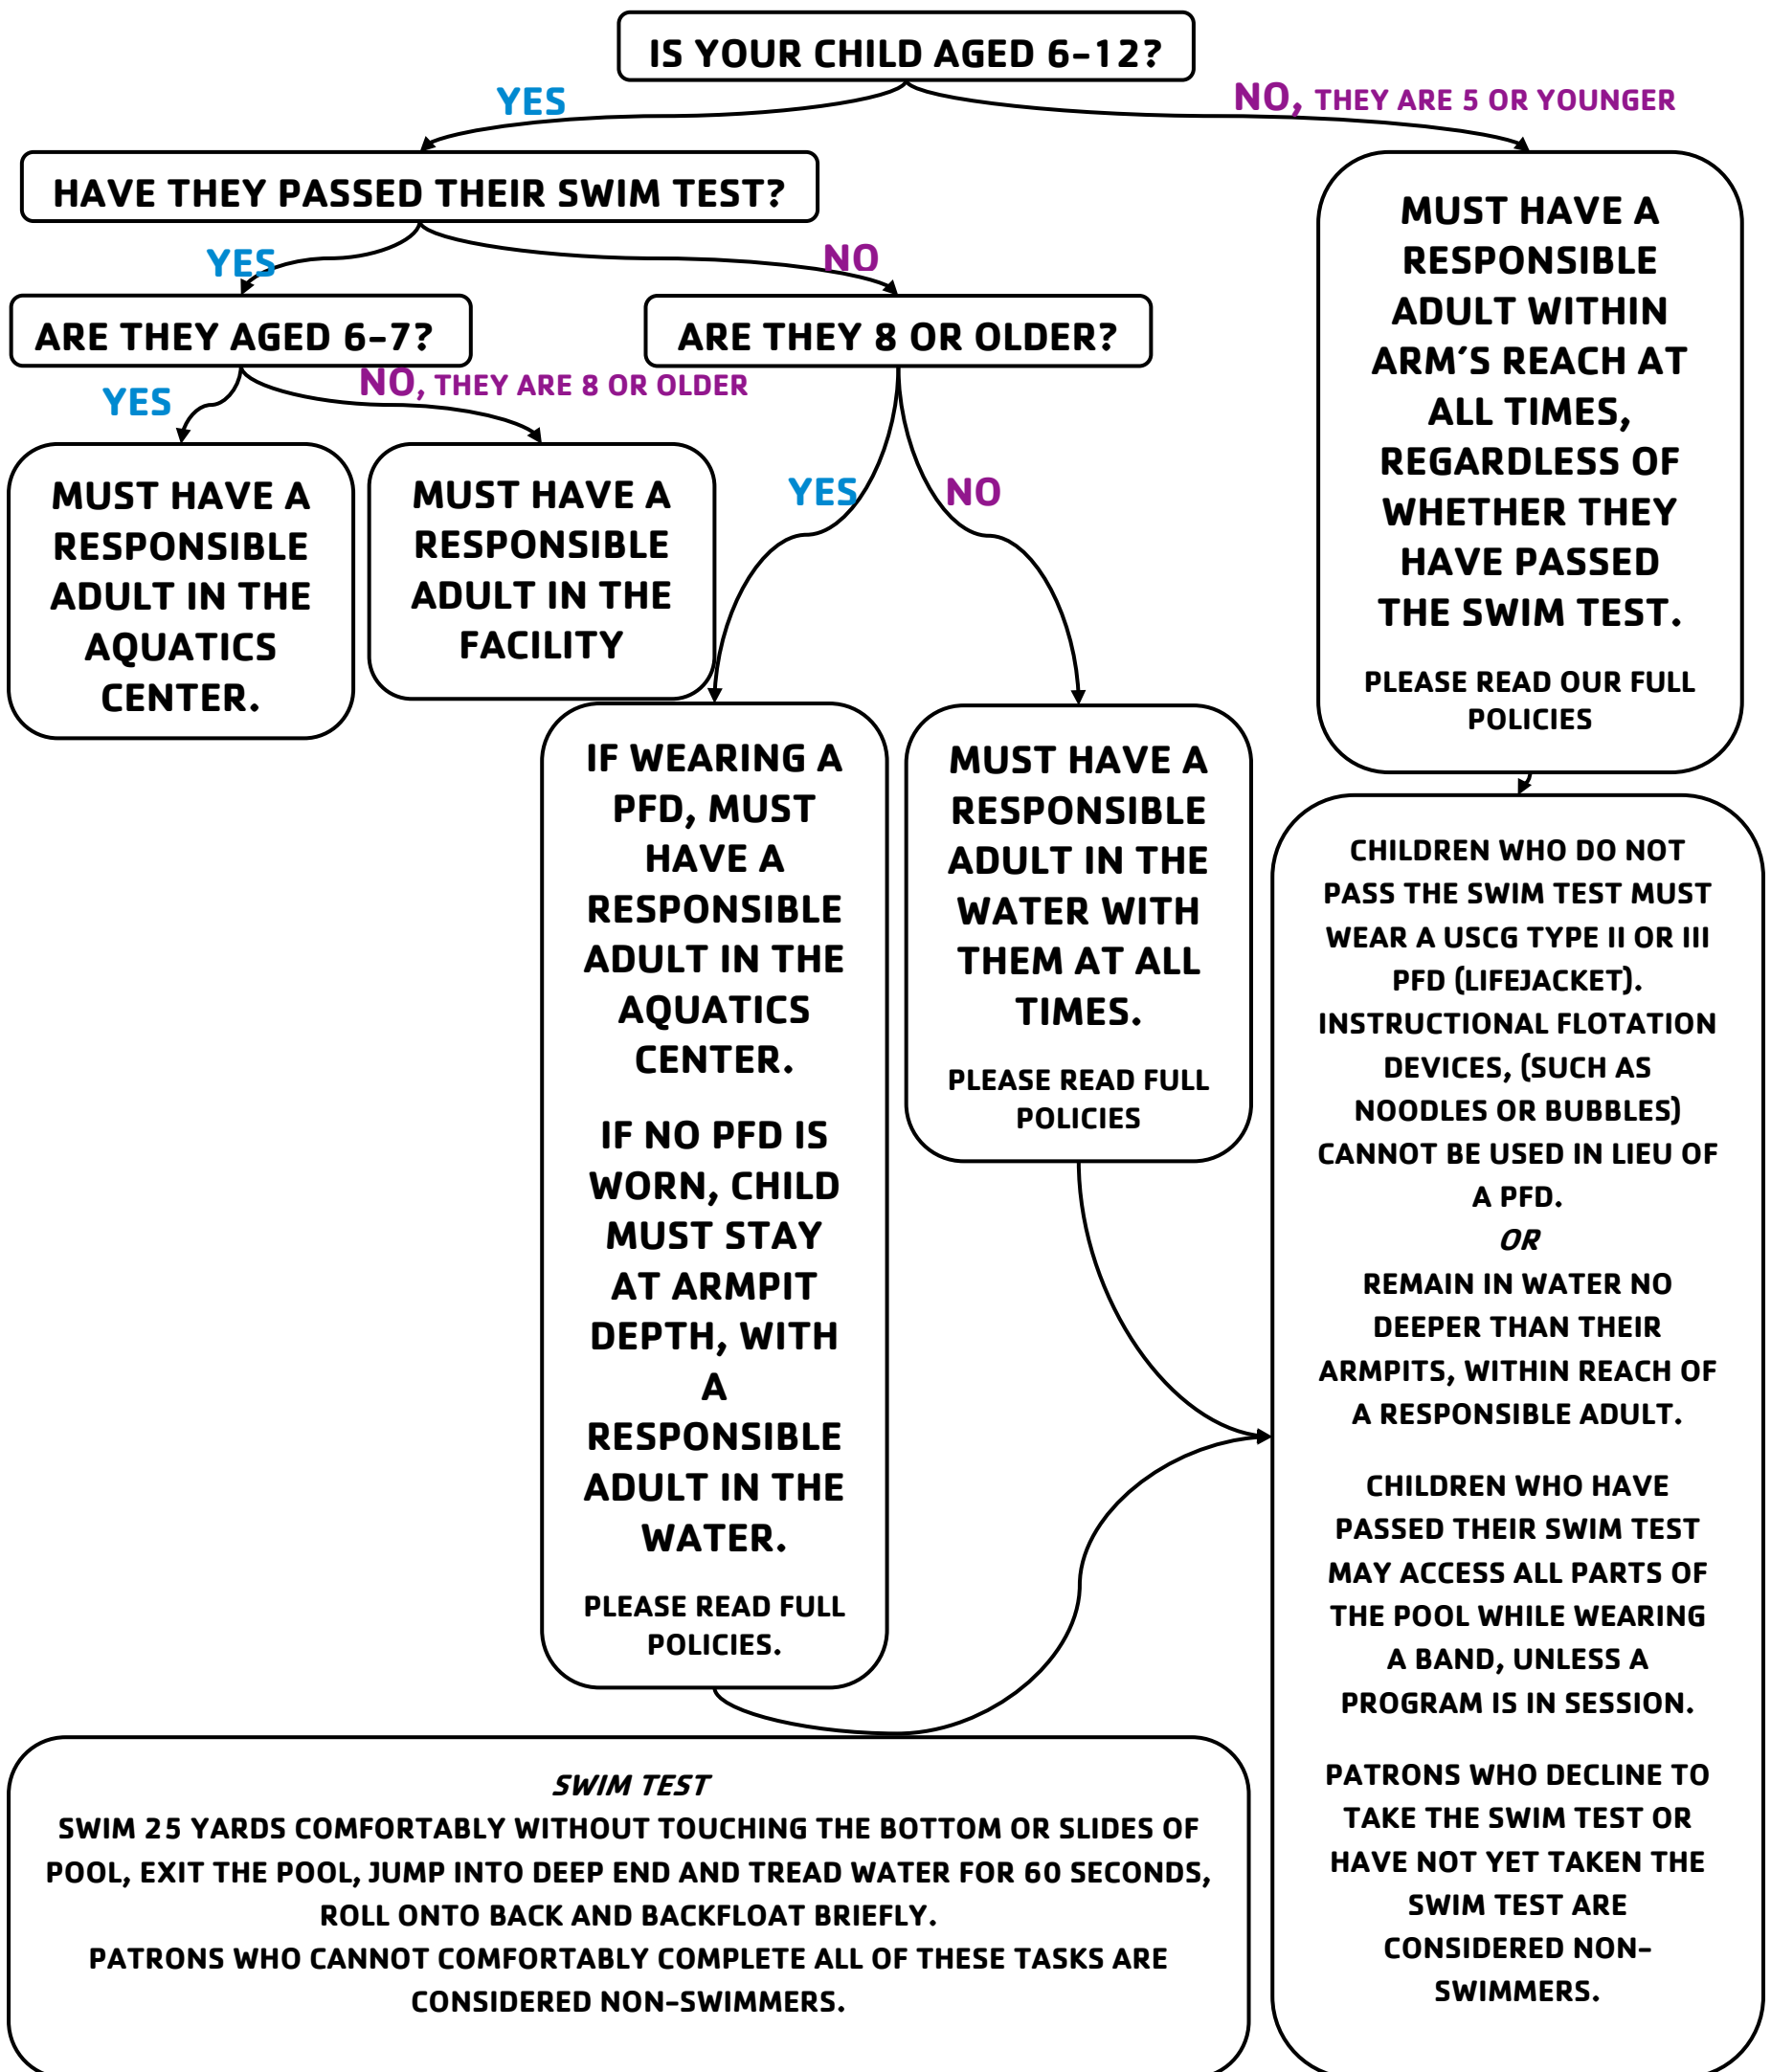 IS YOUR CHILD AGED 6-12?
YES
NO, THEY ARE 5 OR YOUNGER
HAVE THEY PASSED THEIR SWIM TEST?
YES
NO
ARE THEY AGED 6-7?
ARE THEY 8 OR OLDER?
YES
NO, THEY ARE 8 OR OLDER
MUST HAVE A
RESPONSIBLE
ADULT IN THE
AQUATICS
CENTER.
MUST HAVE A
RESPONSIBLE
ADULT IN THE
FACILITY
YES
NO
IF WEARING A
PFD, MUST
HAVE A
RESPONSIBLE
ADULT IN THE
AQUATICS
CENTER.
IF NO PFD IS
WORN, CHILD
MUST STAY
AT ARMPIT
DEPTH, WITH
A
RESPONSIBLE
ADULT IN THE
WATER.
PLEASE READ FULL
POLICIES.
MUST HAVE A
RESPONSIBLE
ADULT IN THE
WATER WITH
THEM AT ALL
TIMES.
PLEASE READ FULL
POLICIES
MUST HAVE A
RESPONSIBLE
ADULT WITHIN
ARM'S REACH AT
ALL TIMES,
REGARDLESS OF
WHETHER THEY
HAVE PASSED
THE SWIM TEST.
PLEASE READ OUR FULL
POLICIES
CHILDREN WHO DO NOT
PASS THE SWIM TEST MUST
WEAR A USCG TYPE II OR III
PFD (LIFEJACKET).
INSTRUCTIONAL FLOTATION
DEVICES, (SUCH AS
NOODLES OR BUBBLES)
CANNOT BE USED IN LIEU OF
A PFD.
OR
REMAIN IN WATER NO
DEEPER THAN THEIR
ARMPITS, WITHIN REACH OF
A RESPONSIBLE ADULT.
CHILDREN WHO HAVE
PASSED THEIR SWIM TEST
MAY ACCESS ALL PARTS OF
THE POOL WHILE WEARING
A BAND, UNLESS A
PROGRAM IS IN SESSION.
PATRONS WHO DECLINE TO
TAKE THE SWIM TEST OR
HAVE NOT YET TAKEN THE
SWIM TEST ARE
CONSIDERED NON-
SWIMMERS.
SWIM TEST
SWIM 25 YARDS COMFORTABLY WITHOUT TOUCHING THE BOTTOM OR SLIDES OF
POOL, EXIT THE POOL, JUMP INTO DEEP END AND TREAD WATER FOR 60 SECONDS,
ROLL ONTO BACK AND BACKFLOAT BRIEFLY.
PATRONS WHO CANNOT COMFORTABLY COMPLETE ALL OF THESE TASKS ARE
CONSIDERED NON-SWIMMERS.